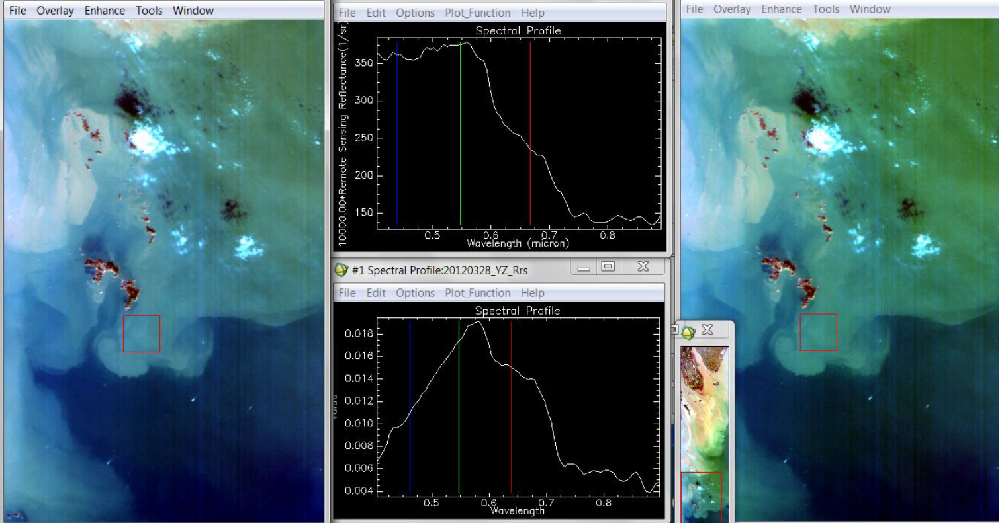 File Overlay Enhance Tools Window
File Edit Options Plot_Function Help
Spectral Profile
10000.00*Remote Sensing Reflectance(1/sr)
350
300
250
200
150
0.5 0.6 0.7 0.8
Wavelength (micron)
#1 Spectral Profile:20120328_YZ_Rrs
File Edit Options Plot_Function Help
Spectral Profile
0.018
0.016
0.014
0.012
0.010
0.008
0.006
0.004
0.5 0.6 0.7 0.8
Wavelength
File Overlay Enhance Tools Window